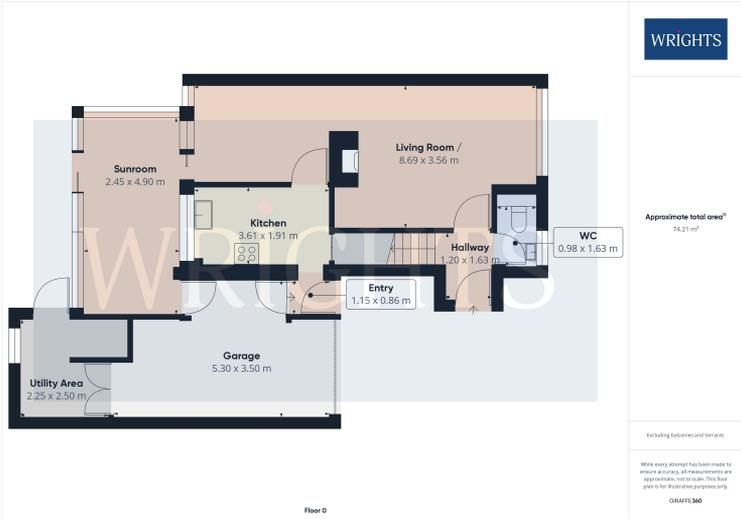 WRIGHTS
Sunroom
2.45 x 4.90 m
Living Room /
8.69 x 3.56 m
Kitchen
3.61 x 1.91 m
Hallway
1.20 x 1.63 m
WC
0.98 x 1.63 m
Entry
1.15 x 0.86 m
Garage
5.30 x 3.50 m
Utility Area
2.25 x 2.50 m
WRIGHTS
Floor 0
Approximate total area⁽¹⁾
74.21 m²
Excluding balconies and terraces
While every attempt has been made to
ensure accuracy, all measurements are
approximate, not to scale. This floor
plan is for illustrative purposes only.
GIRAFFE360